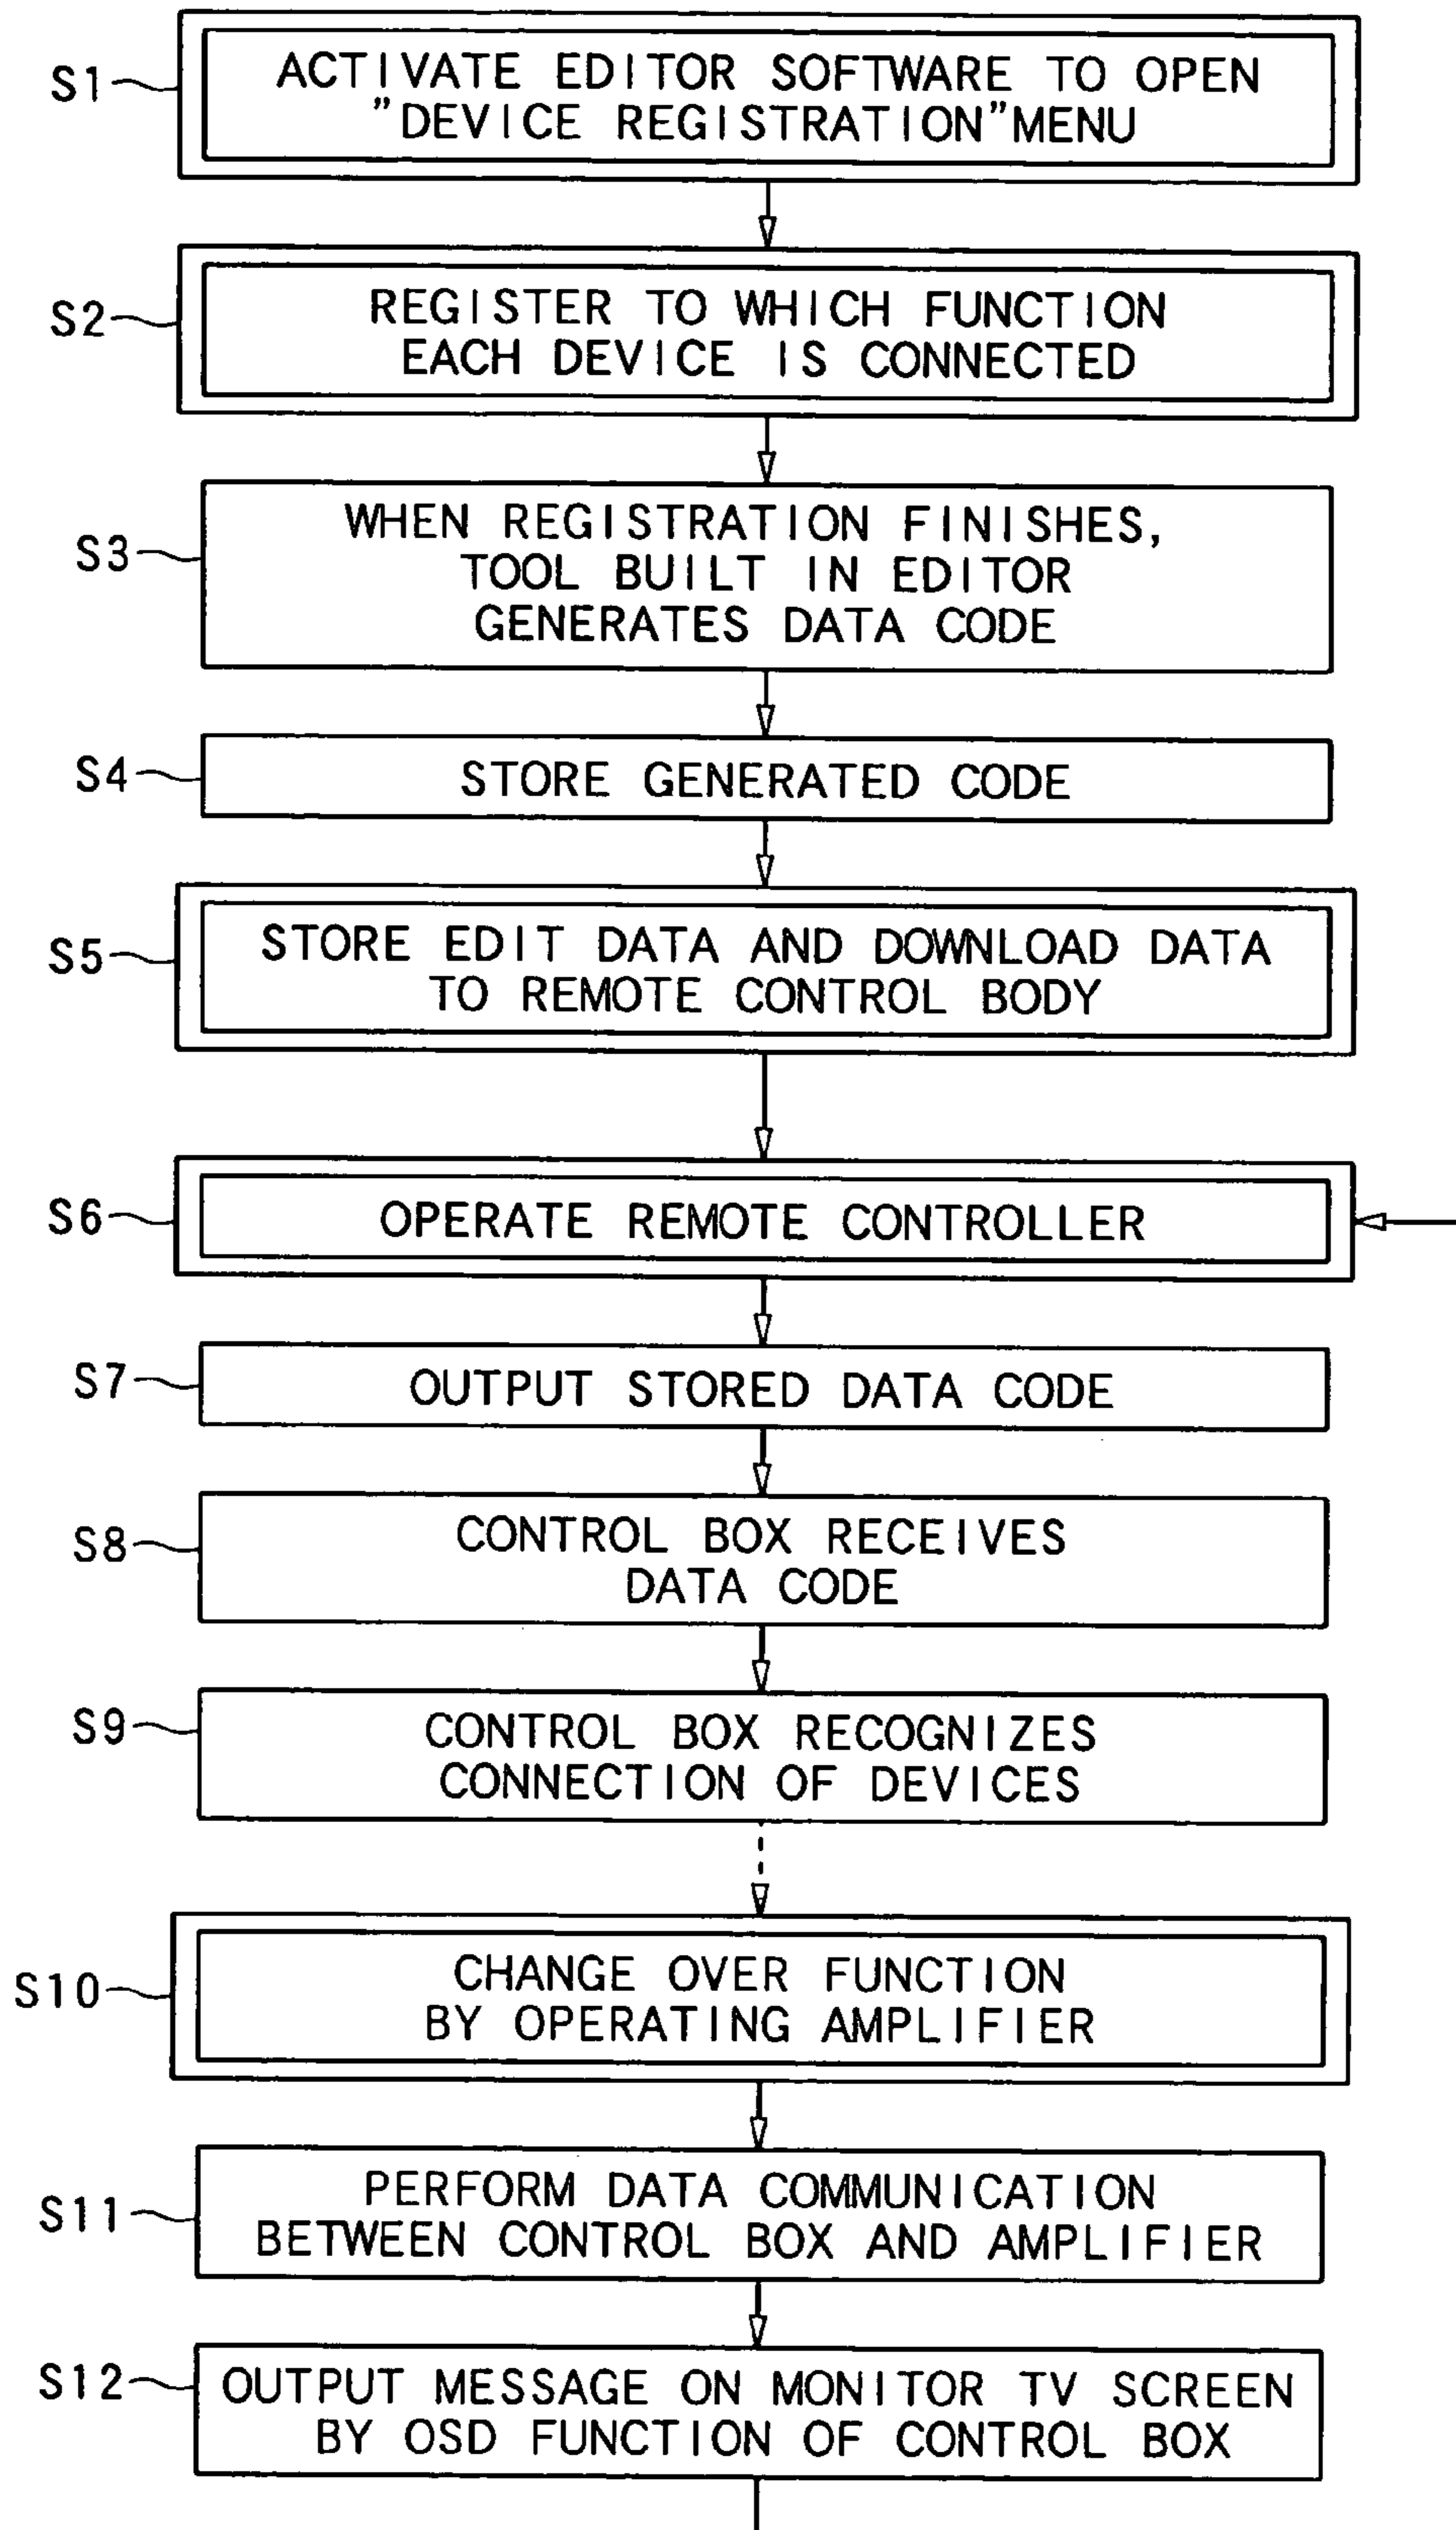 S1
ACTIVATE EDITOR SOFTWARE TO OPEN
"DEVICE REGISTRATION" MENU
S2
REGISTER TO WHICH FUNCTION
EACH DEVICE IS CONNECTED
S3
WHEN REGISTRATION FINISHES,
TOOL BUILT IN EDITOR
GENERATES DATA CODE
S4
STORE GENERATED CODE
S5
STORE EDIT DATA AND DOWNLOAD DATA
TO REMOTE CONTROL BODY
S6
OPERATE REMOTE CONTROLLER
S7
OUTPUT STORED DATA CODE
S8
CONTROL BOX RECEIVES
DATA CODE
S9
CONTROL BOX RECOGNIZES
CONNECTION OF DEVICES
S10
CHANGE OVER FUNCTION
BY OPERATING AMPLIFIER
S11
PERFORM DATA COMMUNICATION
BETWEEN CONTROL BOX AND AMPLIFIER
S12
OUTPUT MESSAGE ON MONITOR TV SCREEN
BY OSD FUNCTION OF CONTROL BOX